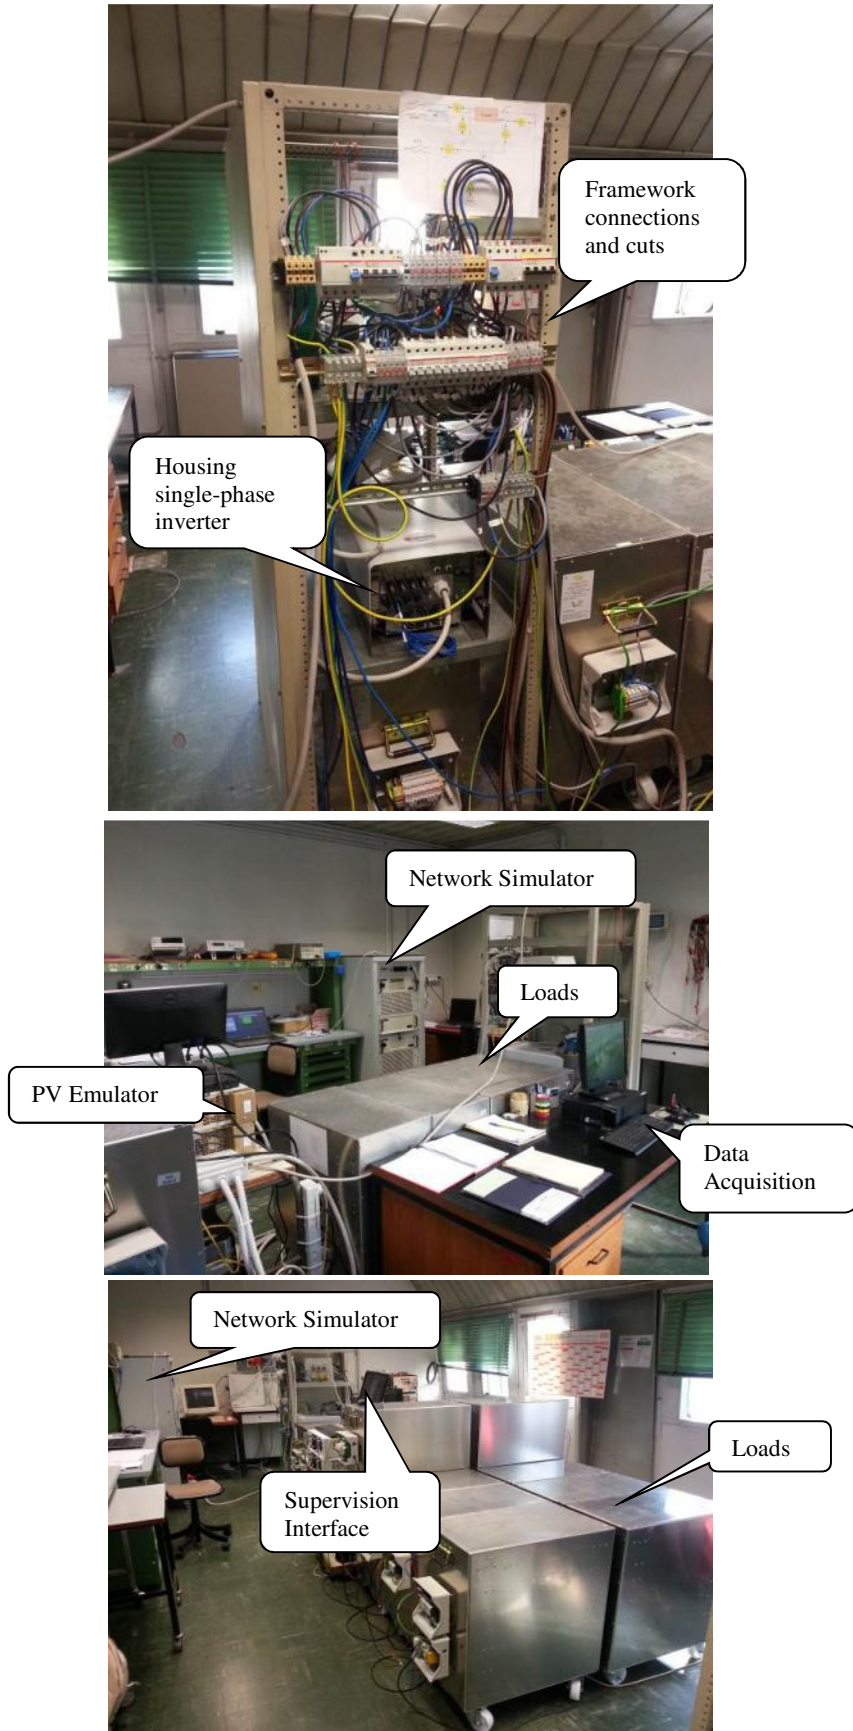 Framework
connections
and cuts
Housing
single-phase
inverter
Network Simulator
Loads
PV Emulator
Data
Acquisition
Network Simulator
Loads
Supervision
Interface